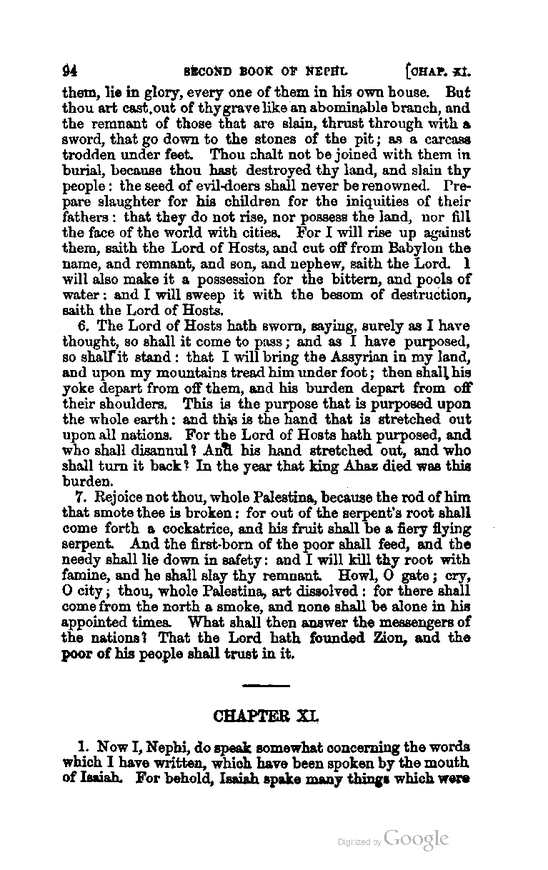 94 SECOND BOOK OF NEPHI. [CHAP. XI.
them, lie in glory, every one of them in his own house. But
thou art cast out of thy grave like an abominable branch, and
the remnant of those that are slain, thrust through with a
sword, that go down to the stones of the pit; as a carcass
trodden under feet. Thou shalt not be joined with them in
burial, because thou hast destroyed thy land, and slain thy
people: the seed of evil-doers shall never be renowned. Pre-
pare slaughter for his children for the iniquities of their
fathers: that they do not rise, nor possess the land, nor fill
the face of the world with cities. For I will rise up against
them, saith the Lord of Hosts, and cut off from Babylon the
name, and remnant, and son, and nephew, saith the Lord. I
will also make it a possession for the bittern, and pools of
water: and I will sweep it with the besom of destruction,
saith the Lord of Hosts.
6. The Lord of Hosts hath sworn, saying, surely as I have
thought, so shall it come to pass; and as I have purposed,
so shall it stand: that I will bring the Assyrian in my land,
and upon my mountains tread him under foot; then shall his
yoke depart from off them, and his burden depart from off
their shoulders. This is the purpose that is purposed upon
the whole earth: and this is the hand that is stretched out
upon all nations. For the Lord of Hosts hath purposed, and
who shall disannul? And his hand stretched out, and who
shall turn it back? In the year that king Ahaz died was this
burden.
7. Rejoice not thou, whole Palestina, because the rod of him
that smote thee is broken: for out of the serpent's root shall
come forth a cockatrice, and his fruit shall be a fiery flying
serpent. And the first-born of the poor shall feed, and the
needy shall lie down in safety: and I will kill thy root with
famine, and he shall slay thy remnant. Howl, O gate; cry,
O city; thou, whole Palestina, art dissolved: for there shall
come from the north a smoke, and none shall be alone in his
appointed times. What shall then answer the messengers of
the nations? That the Lord hath founded Zion, and the
poor of his people shall trust in it.
CHAPTER XI.
1. Now I, Nephi, do speak somewhat concerning the words
which I have written, which have been spoken by the mouth
of Isaiah. For behold, Isaiah spake many things which were
Digitized by Google